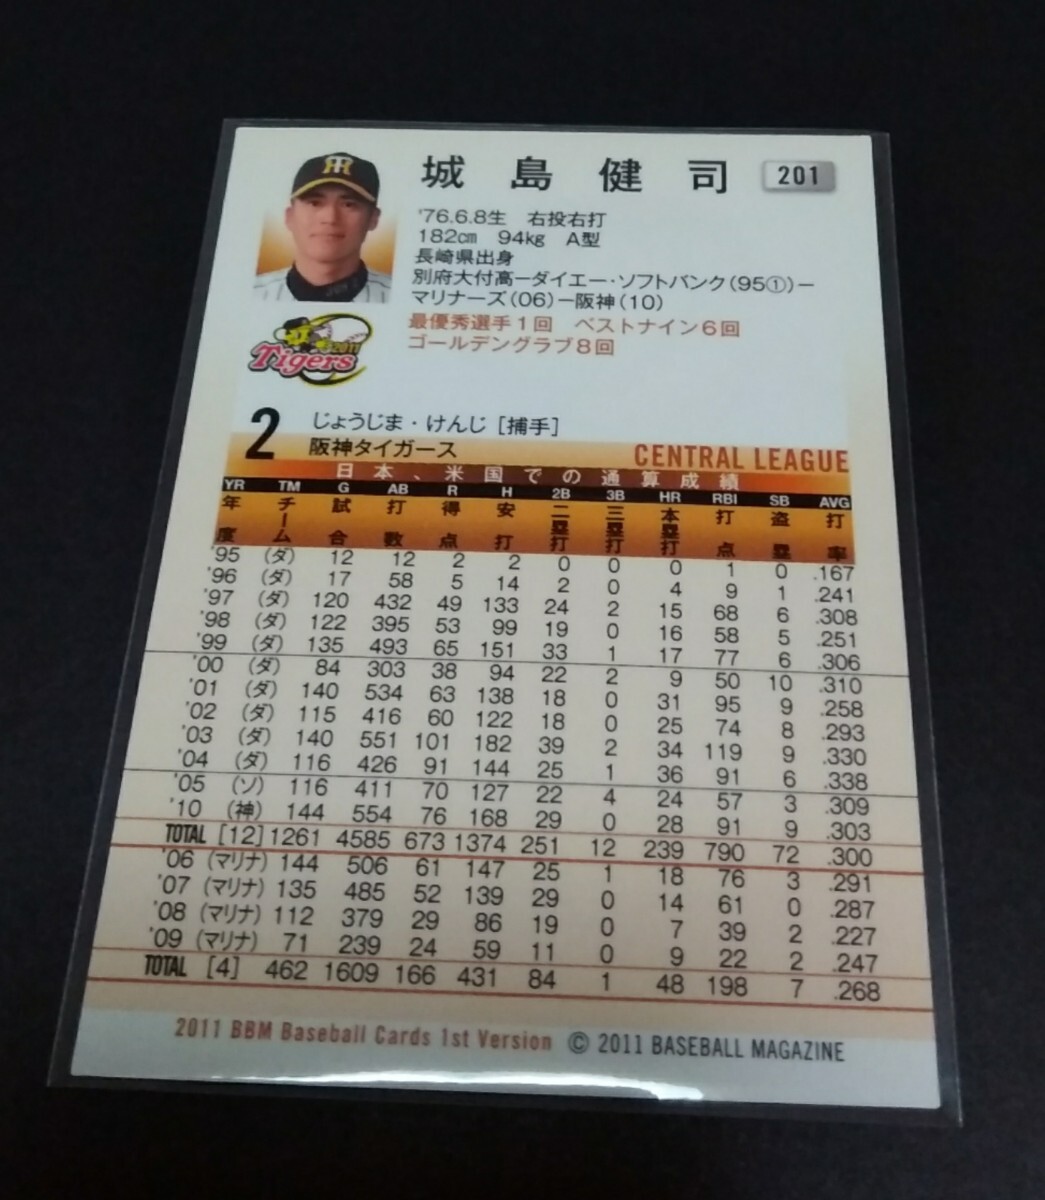 城島健司 201
'76.6.8生 右投右打
182cm 94kg A型
長崎県出身
別府大付高ーダイエー・ソフトバンク(95①)ー
マリナーズ(06)ー阪神(10)
最優秀選手1回 ベストナイン6回
ゴールデングラブ8回
2011
Tigers
2 じょうじま・けんじ [捕手]
阪神タイガース CENTRAL LEAGUE
日本、米国での通算成績
YR TM G AB R H 2B 3B HR RBI SB AVG
年度 チーム 試合 打数 得点 安打 二塁打 三塁打 本塁打 打点 盗塁 打率
'95 (ダ) 12 12 2 2 0 0 0 1 0 .167
'96 (ダ) 17 58 5 14 2 0 4 9 1 .241
'97 (ダ) 120 432 49 133 24 2 15 68 6 .308
'98 (ダ) 122 395 53 99 19 0 16 58 5 .251
'99 (ダ) 135 493 65 151 33 1 17 77 6 .306
'00 (ダ) 84 303 38 94 22 2 9 50 10 .310
'01 (ダ) 140 534 63 138 18 0 31 95 9 .258
'02 (ダ) 115 416 60 122 18 0 25 74 8 .293
'03 (ダ) 140 551 101 182 39 2 34 119 9 .330
'04 (ダ) 116 426 91 144 25 1 36 91 6 .338
'05 (ソ) 116 411 70 127 22 4 24 57 3 .309
'10 (神) 144 554 76 168 29 0 28 91 9 .303
TOTAL [12] 1261 4585 673 1374 251 12 239 790 72 .300
'06 (マリナ) 144 506 61 147 25 1 18 76 3 .291
'07 (マリナ) 135 485 52 139 29 0 14 61 0 .287
'08 (マリナ) 112 379 29 86 19 0 7 39 2 .227
'09 (マリナ) 71 239 24 59 11 0 9 22 2 .247
TOTAL [4] 462 1609 166 431 84 1 48 198 7 .268
2011 BBM Baseball Cards 1st Version © 2011 BASEBALL MAGAZINE